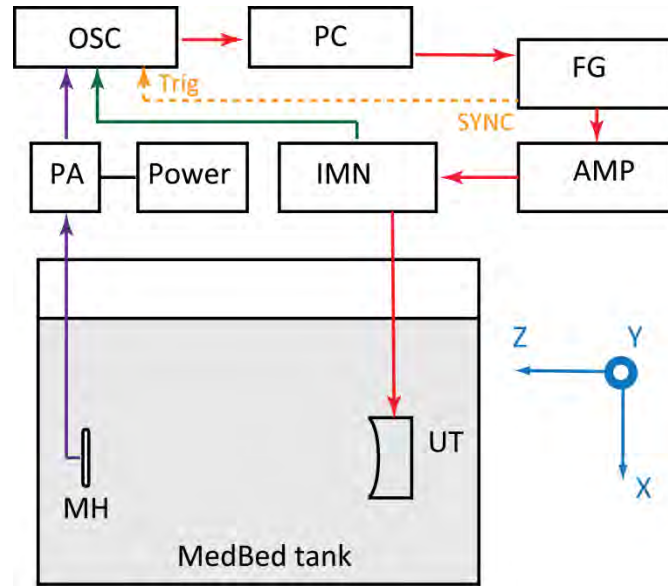 OSC
PC
FG
Trig
SYNC
PA
Power
IMN
AMP
Z
Y
UT
X
MH
MedBed tank